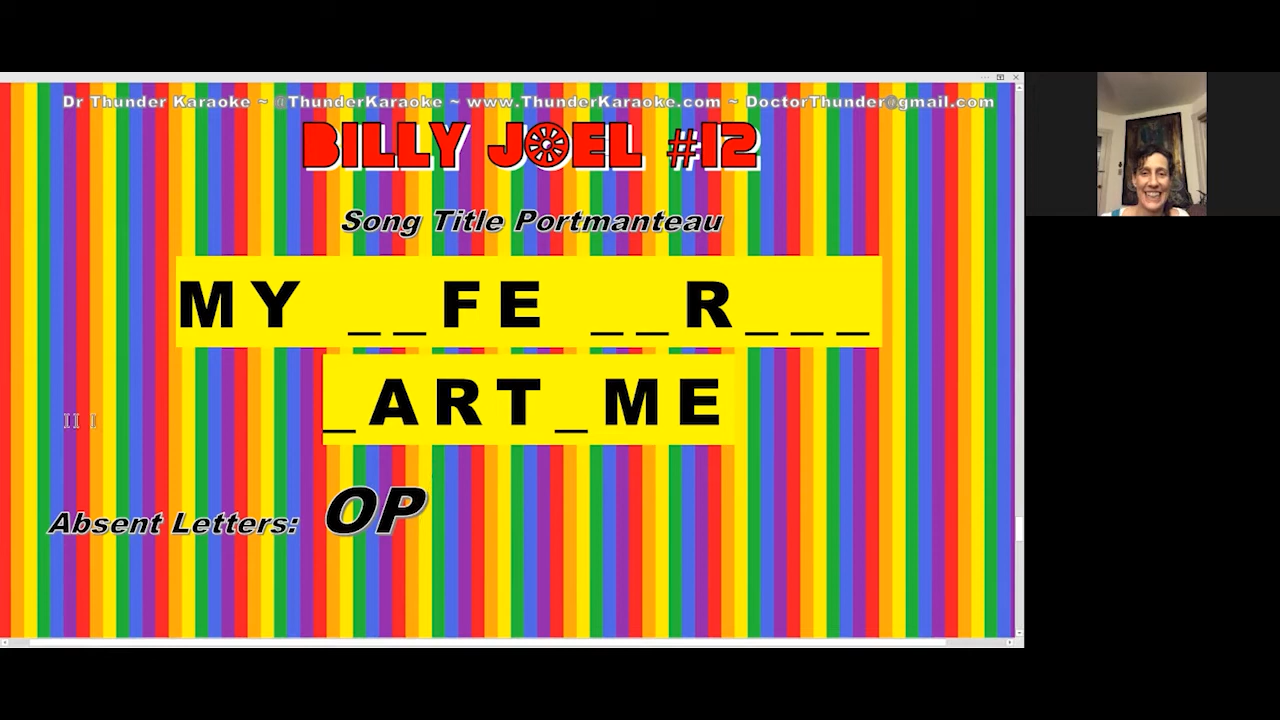 Dr Thunder Karaoke ~ @ThunderKaraoke ~ www.ThunderKaraoke.com ~ DoctorThunder@gmail.com
BILLY JOEL #12
Song Title Portmanteau
MY __FE __R___
_ART_ME
Absent Letters: OP